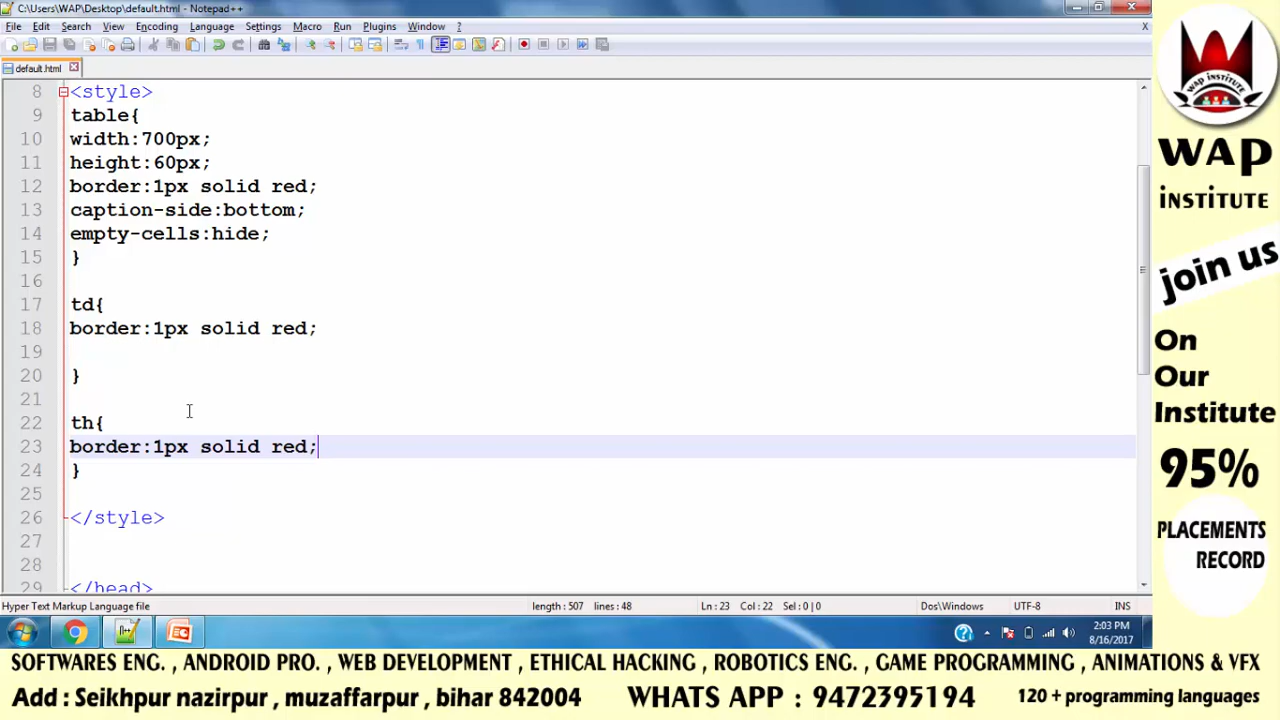 C:\Users\WAP\Desktop\default.html - Notepad++
File Edit Search View Encoding Language Settings Macro Run Plugins Window ?
X
default.html
8 <style>
9 table{
10 width:700px;
11 height:60px;
12 border:1px solid red;
13 caption-side:bottom;
14 empty-cells:hide;
15 }
16
17 td{
18 border:1px solid red;
19
20 }
21
22 th{
23 border:1px solid red;
24 }
25
26 </style>
27
28
29 </head>
Hyper Text Markup Language file length : 507 lines : 48 Ln : 23 Col : 22 Sel : 0 | 0 Dos\Windows UTF-8 INS
2:03 PM
8/16/2017
WAP INSTITUTE
WAP
INSTITUTE
join us
On
Our
Institute
95%
PLACEMENTS
RECORD
SOFTWARES ENG. , ANDROID PRO. , WEB DEVELOPMENT , ETHICAL HACKING , ROBOTICS ENG. , GAME PROGRAMMING , ANIMATIONS & VFX
Add : Seikhpur nazirpur , muzaffarpur , bihar 842004 WHATS APP : 9472395194 120 + programming languages